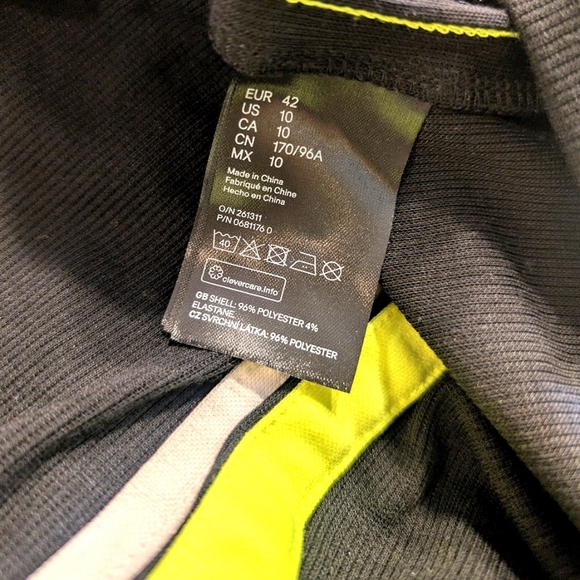 EUR 42
US 10
CA 10
CN 170/96A
MX 10
Made in China
Fabriqué en Chine
Hecho en China
O/N 261311
P/N 0681176 0
40
clevercare.info
GB SHELL: 96% POLYESTER 4%
ELASTANE.
CZ SVRCHNÍ LÁTKA: 96% POLYESTER